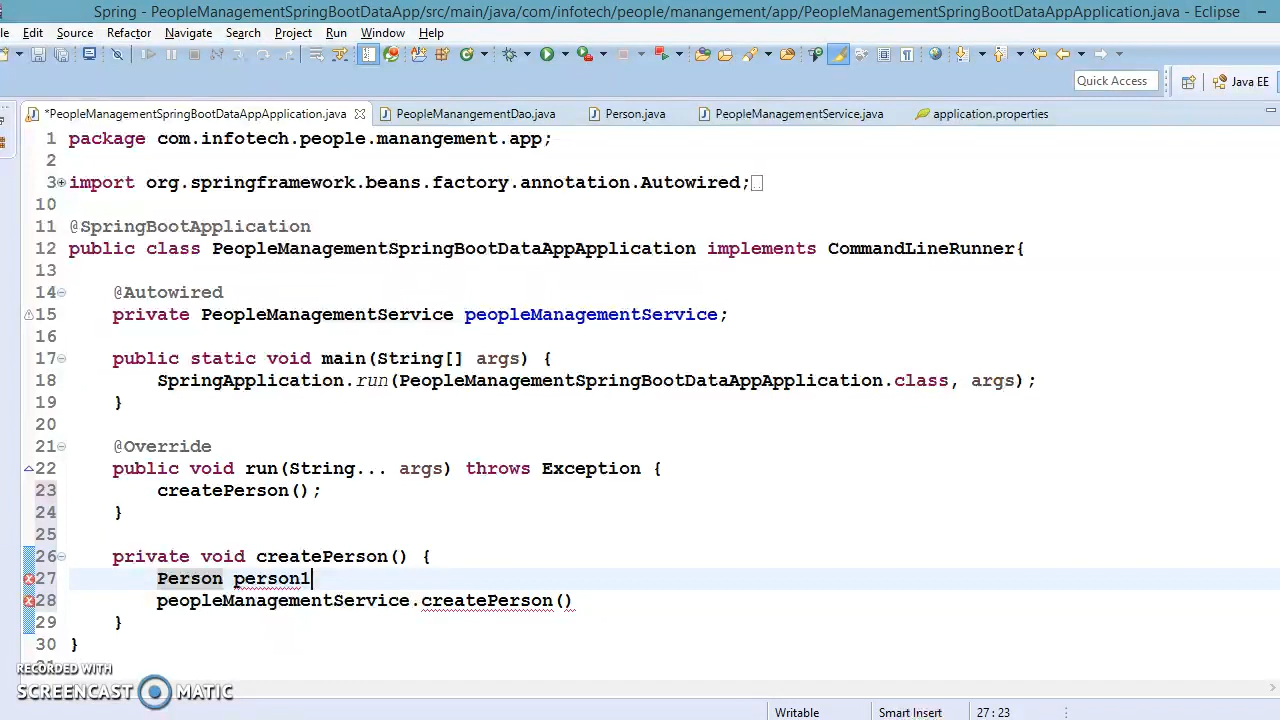 Spring - PeopleManagementSpringBootDataApp/src/main/java/com/infotech/people/manangement/app/PeopleManagementSpringBootDataAppApplication.java - Eclipse
le Edit Source Refactor Navigate Search Project Run Window Help
Quick Access Java EE
*PeopleManagementSpringBootDataAppApplication.java PeopleManangementDao.java Person.java PeopleManagementService.java application.properties
1 package com.infotech.people.manangement.app;
2
3 import org.springframework.beans.factory.annotation.Autowired;
10
11 @SpringBootApplication
12 public class PeopleManagementSpringBootDataAppApplication implements CommandLineRunner{
13
14 @Autowired
15 private PeopleManagementService peopleManagementService;
16
17 public static void main(String[] args) {
18 SpringApplication.run(PeopleManagementSpringBootDataAppApplication.class, args);
19 }
20
21 @Override
22 public void run(String... args) throws Exception {
23 createPerson();
24 }
25
26 private void createPerson() {
27 Person person1
28 peopleManagementService.createPerson()
29 }
30 }
RECORDED WITH
SCREENCAST MATIC
Writable Smart Insert 27 : 23